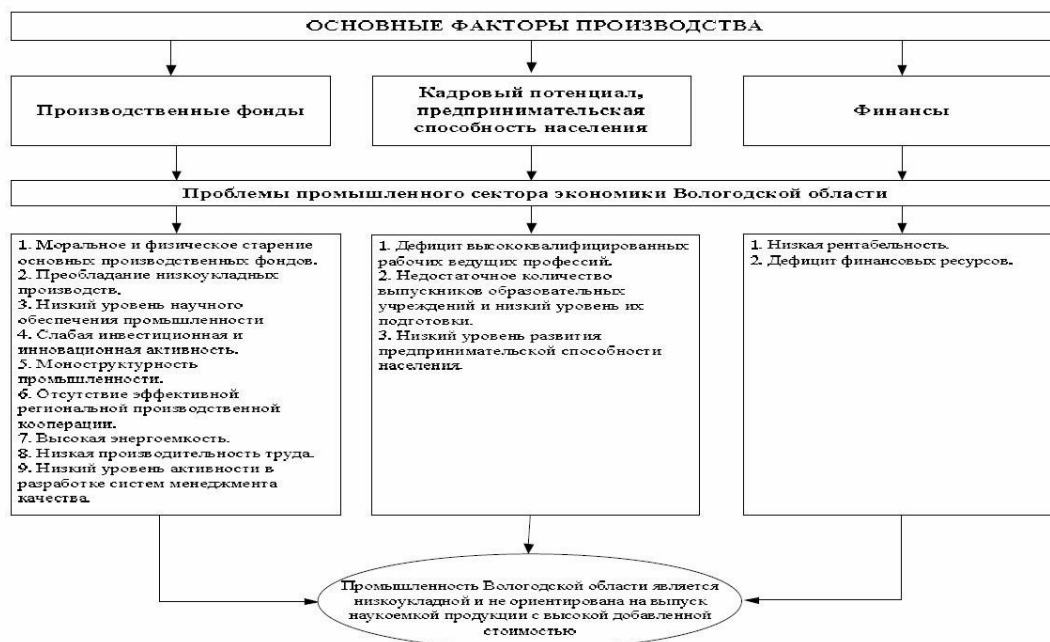 ОСНОВНЫЕ ФАКТОРЫ ПРОИЗВОДСТВА
Производственные фонды
Кадровый потенциал,
предпринимательская
способность населения
Финансы
Проблемы промышленного сектора экономики Вологодской области
1. Моральное и физическое старение
основных производственных фондов.
2. Преобладание низкоукладных
производств.
3. Низкий уровень научного
обеспечения промышленности
4. Слабая инвестиционная и
инновационная активность.
5. Моноструктурность
промышленности.
6. Отсутствие эффективной
региональной производственной
кооперации.
7. Высокая энергоемкость.
8. Низкая производительность труда.
9. Низкий уровень активности в
разработке систем менеджмента
качества.
1. Дефицит высококвалифицированных
рабочих ведущих профессий.
2. Недостаточное количество
выпускников образовательных
учреждений и низкий уровень их
подготовки.
3. Низкий уровень развития
предпринимательской способности
населения.
1. Низкая рентабельность.
2. Дефицит финансовых ресурсов.
Промышленность Вологодской области является
низкоукладной и не ориентирована на выпуск
наукоемкой продукции с высокой добавленной
стоимостью